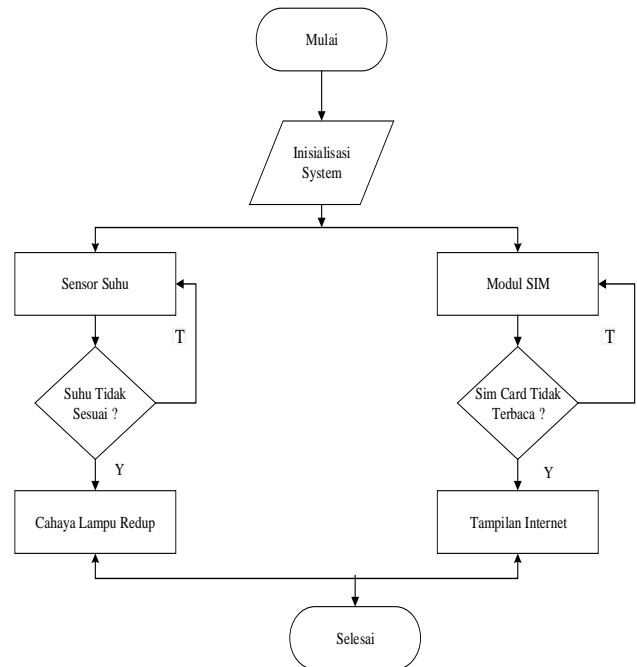 Mulai
Inisialisasi
System
Sensor Suhu
Modul SIM
T
T
Suhu Tidak
Sesuai ?
Sim Card Tidak
Terbaca ?
Y
Y
Cahaya Lampu Redup
Tampilan Internet
Selesai